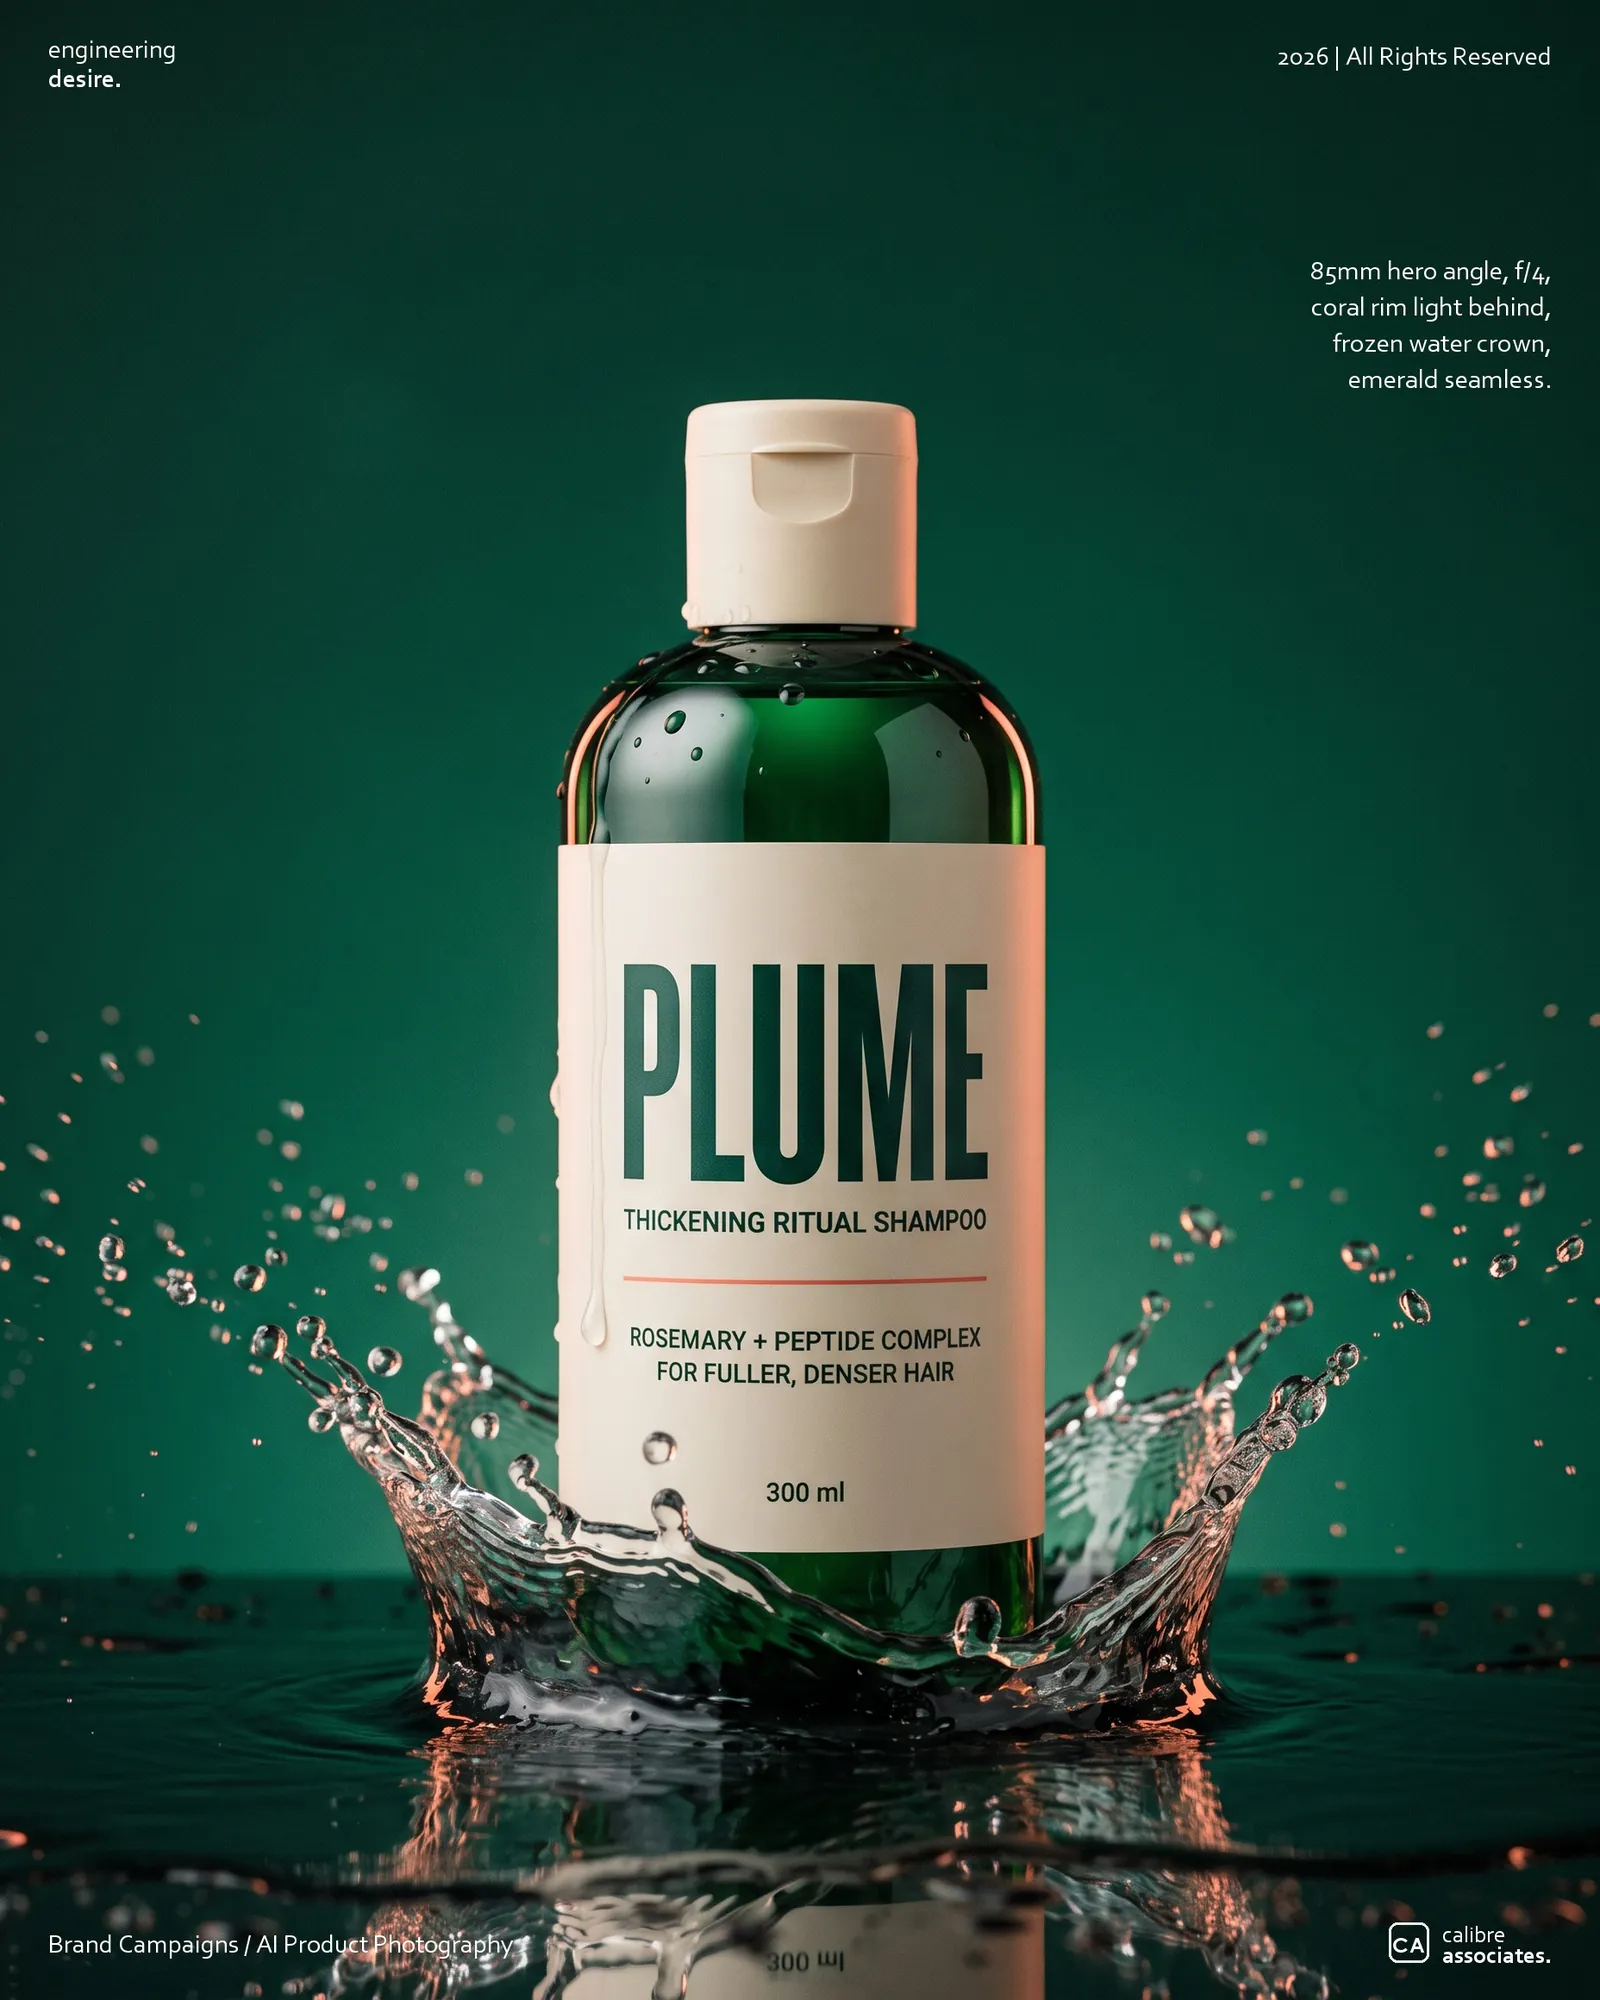 engineering
desire.
2026 | All Rights Reserved
85mm hero angle, f/4,
coral rim light behind,
frozen water crown,
emerald seamless.
PLUME
THICKENING RITUAL SHAMPOO
ROSEMARY + PEPTIDE COMPLEX
FOR FULLER, DENSER HAIR
300 ml
Brand Campaigns / AI Product Photography
300 ml
CA
calibre
associates.